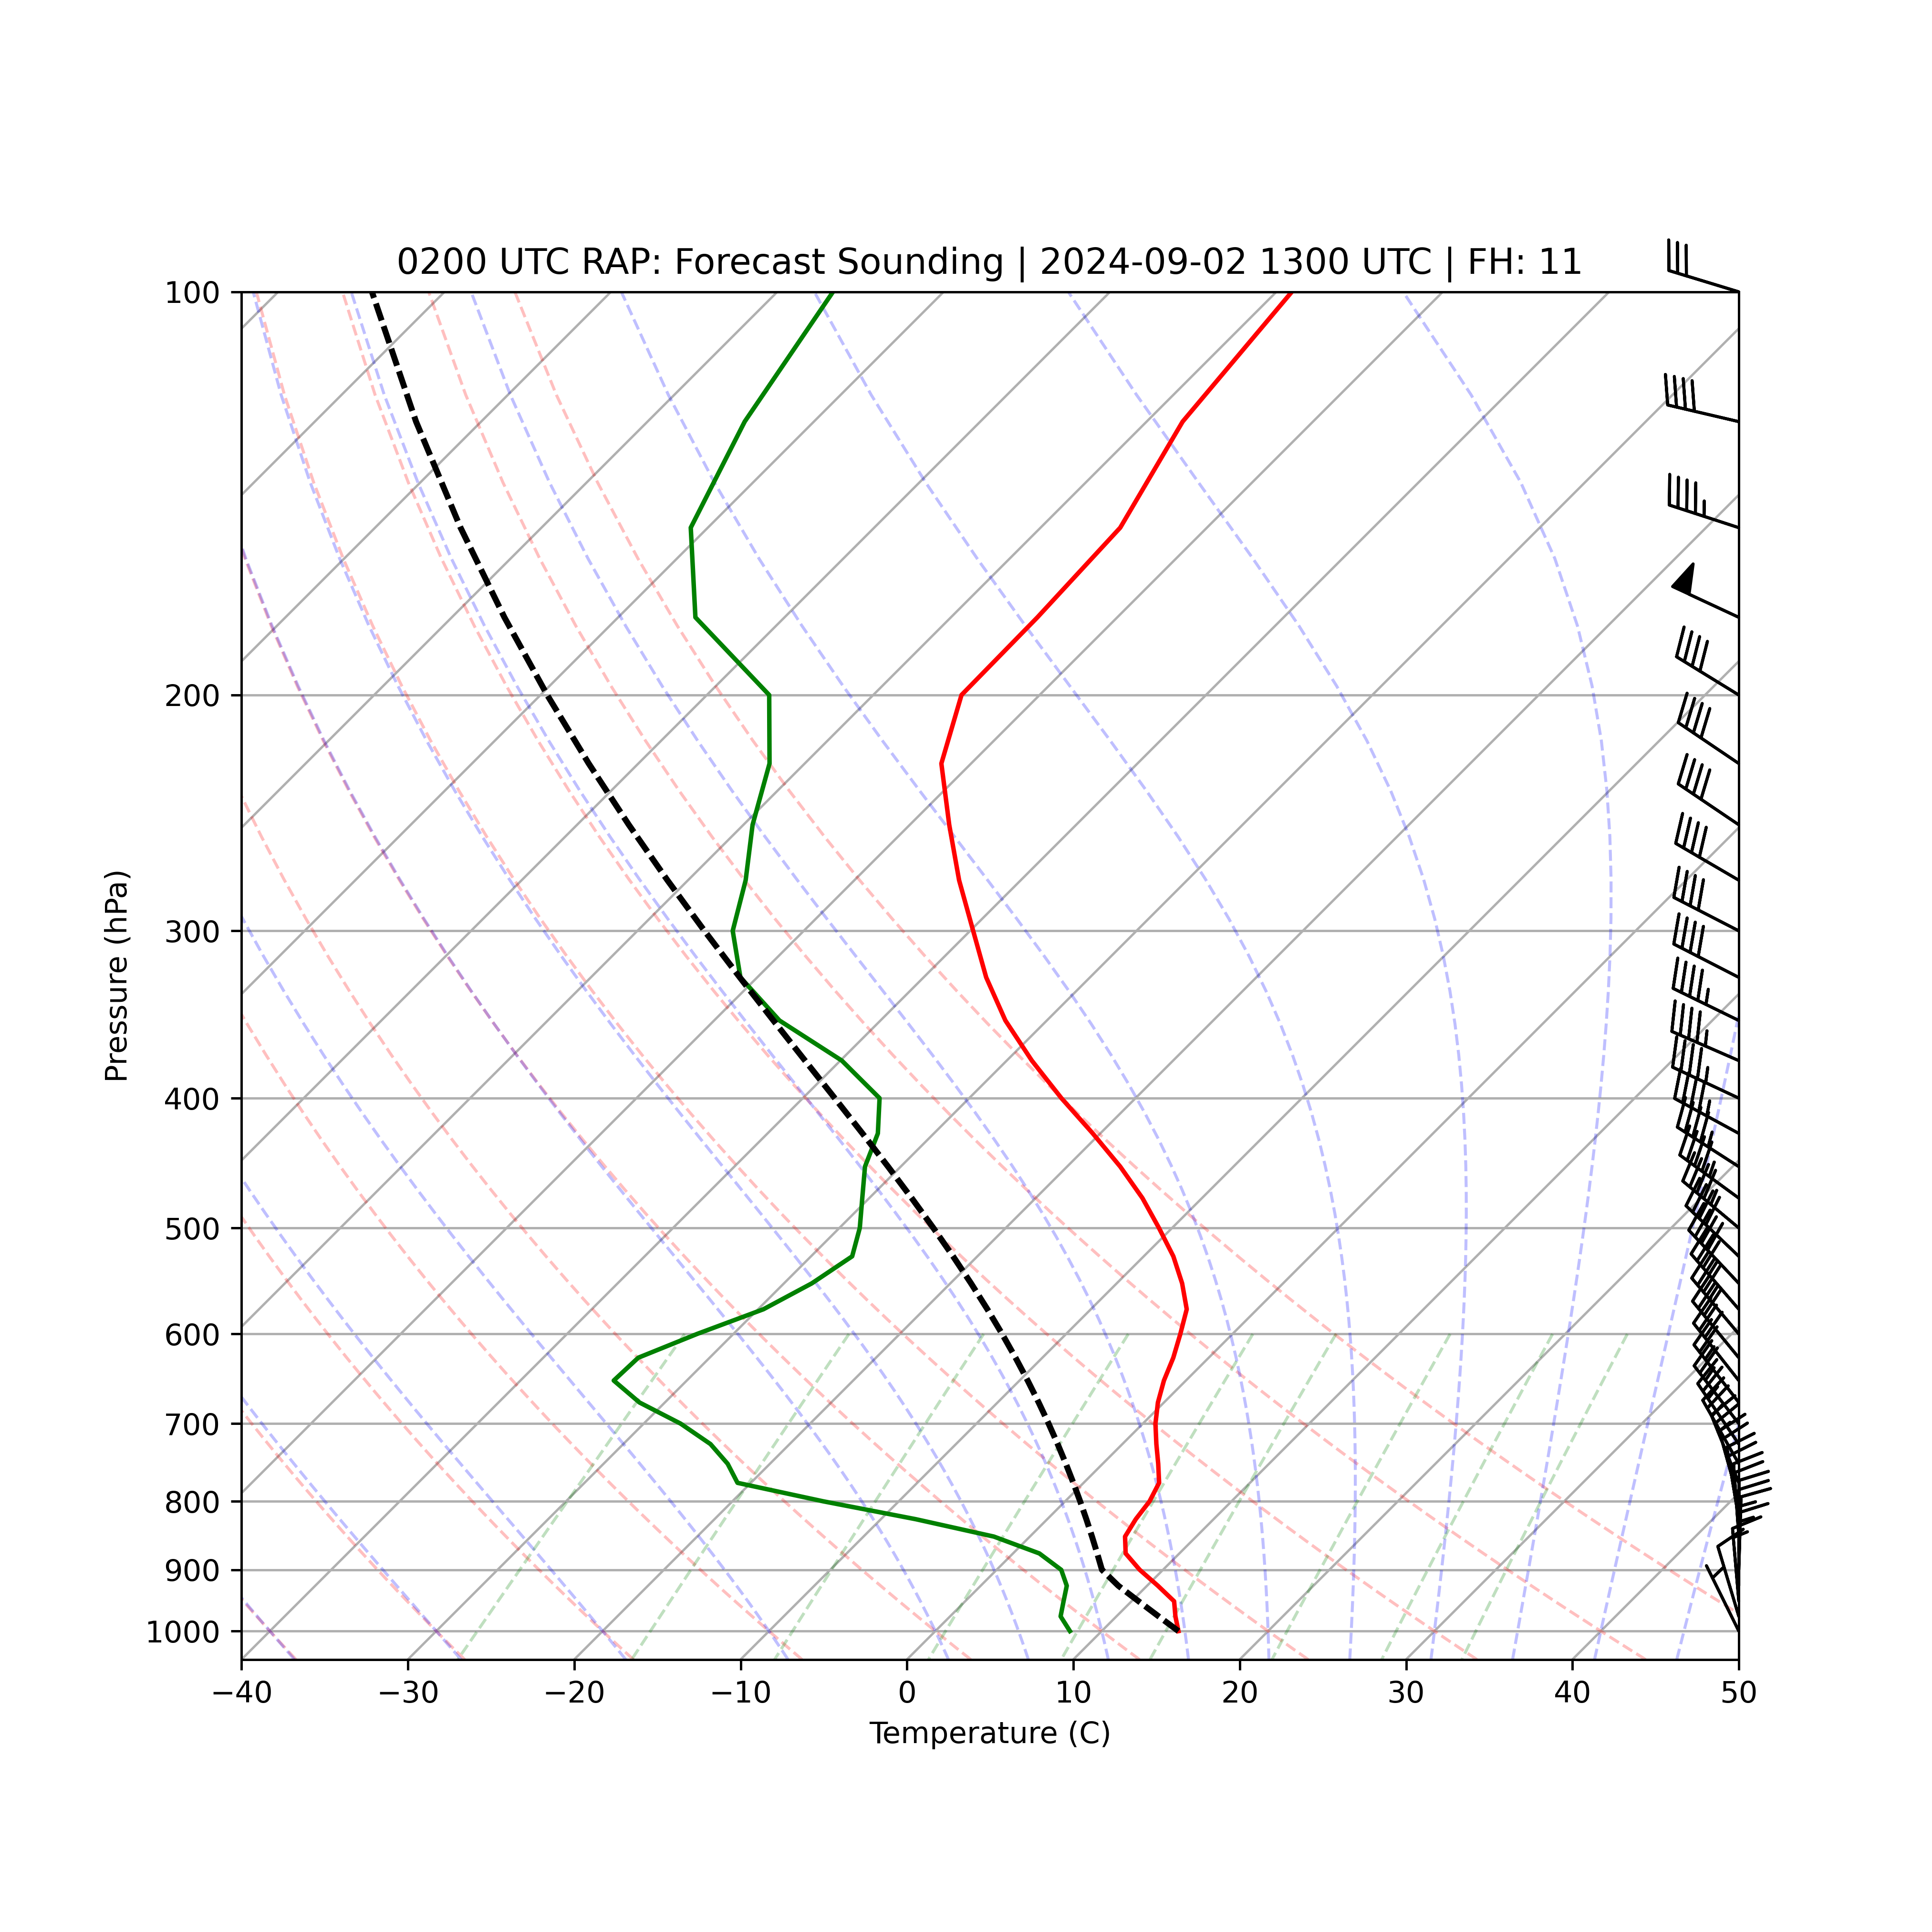 0200 UTC RAP: Forecast Sounding | 2024-09-02 1300 UTC | FH: 11
100
200
300
400
500
600
700
800
900
1000
Pressure (hPa)
−40 −30 −20 −10 0 10 20 30 40 50
Temperature (C)